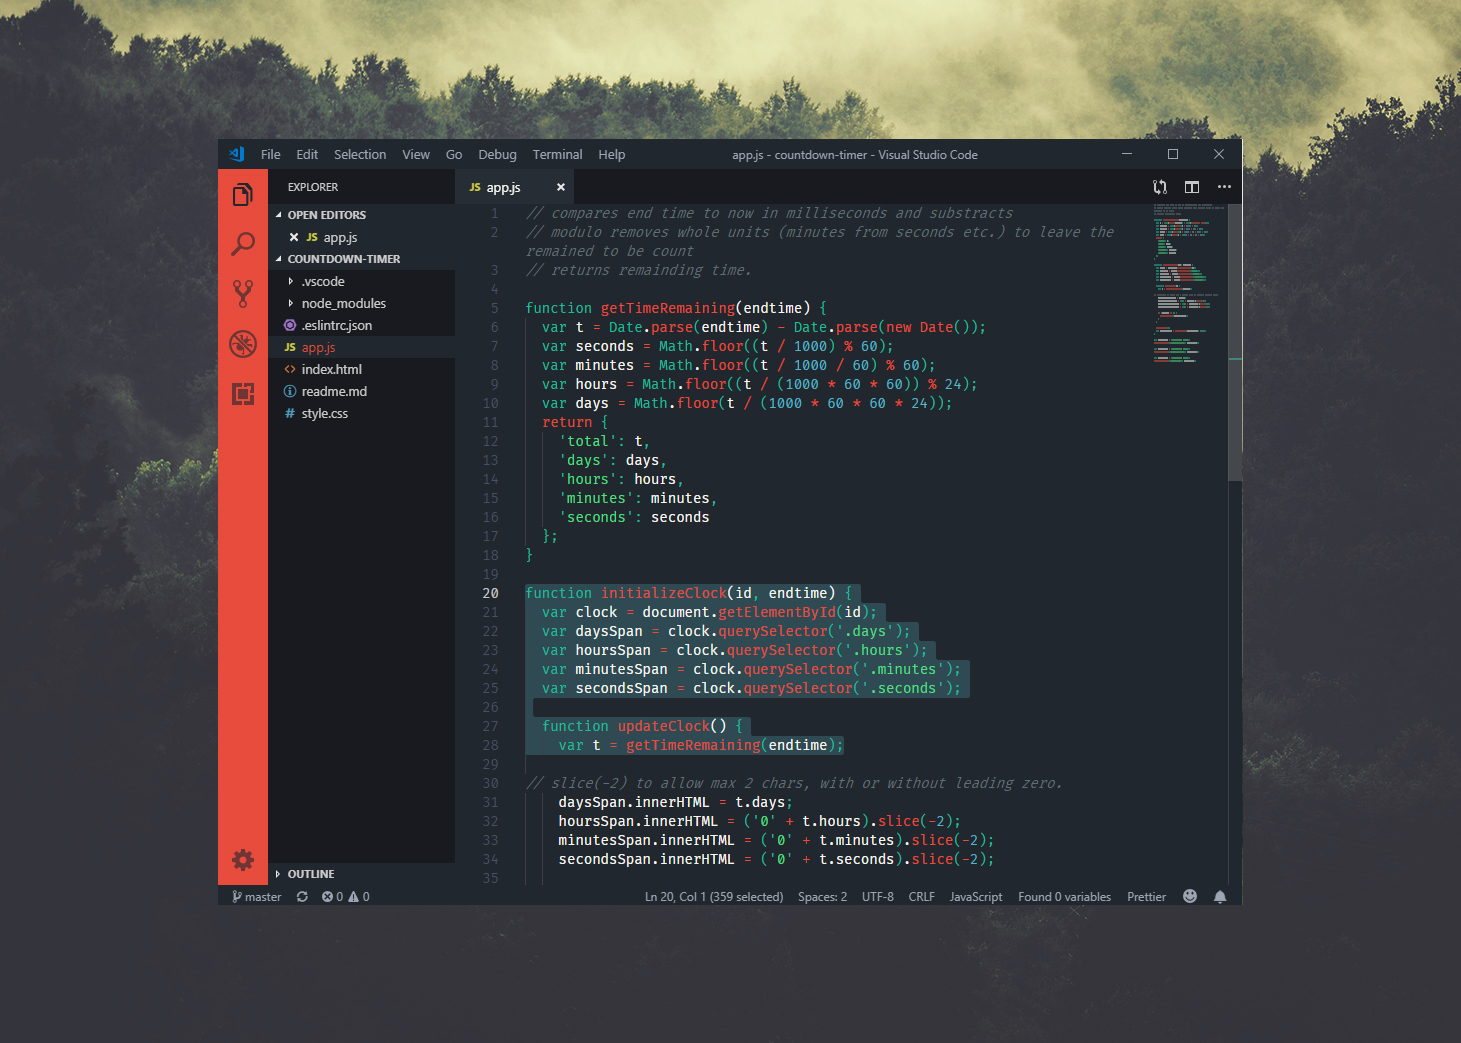 File Edit Selection View Go Debug Terminal Help
app.js - countdown-timer - Visual Studio Code
EXPLORER
OPEN EDITORS
JS app.js
COUNTDOWN-TIMER
.vscode
node_modules
.eslintrc.json
JS app.js
<> index.html
readme.md
# style.css
OUTLINE
JS app.js
1 // compares end time to now in milliseconds and substracts
2 // modulo removes whole units (minutes from seconds etc.) to leave the
remained to be count
3 // returns remainding time.
4
5 function getTimeRemaining(endtime) {
6   var t = Date.parse(endtime) - Date.parse(new Date());
7   var seconds = Math.floor((t / 1000) % 60);
8   var minutes = Math.floor((t / 1000 / 60) % 60);
9   var hours = Math.floor((t / (1000 * 60 * 60)) % 24);
10   var days = Math.floor(t / (1000 * 60 * 60 * 24));
11   return {
12     'total': t,
13     'days': days,
14     'hours': hours,
15     'minutes': minutes,
16     'seconds': seconds
17   };
18 }
19
20 function initializeClock(id, endtime) {
21   var clock = document.getElementById(id);
22   var daysSpan = clock.querySelector('.days');
23   var hoursSpan = clock.querySelector('.hours');
24   var minutesSpan = clock.querySelector('.minutes');
25   var secondsSpan = clock.querySelector('.seconds');
26
27   function updateClock() {
28     var t = getTimeRemaining(endtime);
29
30 // slice(-2) to allow max 2 chars, with or without leading zero.
31     daysSpan.innerHTML = t.days;
32     hoursSpan.innerHTML = ('0' + t.hours).slice(-2);
33     minutesSpan.innerHTML = ('0' + t.minutes).slice(-2);
34     secondsSpan.innerHTML = ('0' + t.seconds).slice(-2);
35
master 0 0 Ln 20, Col 1 (359 selected) Spaces: 2 UTF-8 CRLF JavaScript Found 0 variables Prettier